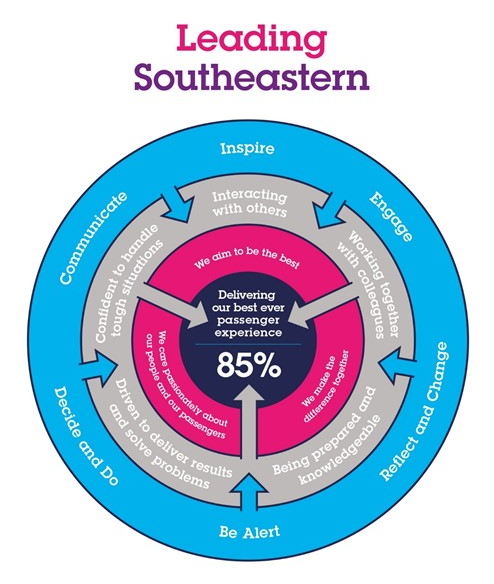 Leading
Southeastern
Inspire
Engage
Reflect and Change
Be Alert
Decide and Do
Communicate
Interacting
with others
Working together
with colleagues
Being prepared and
knowledgeable
Driven to deliver results
and solve problems
Confident to handle
tough situations
We aim to be the best
We make the
difference together
We care passionately about
our people and our passengers
Delivering
our best ever
passenger
experience
85%